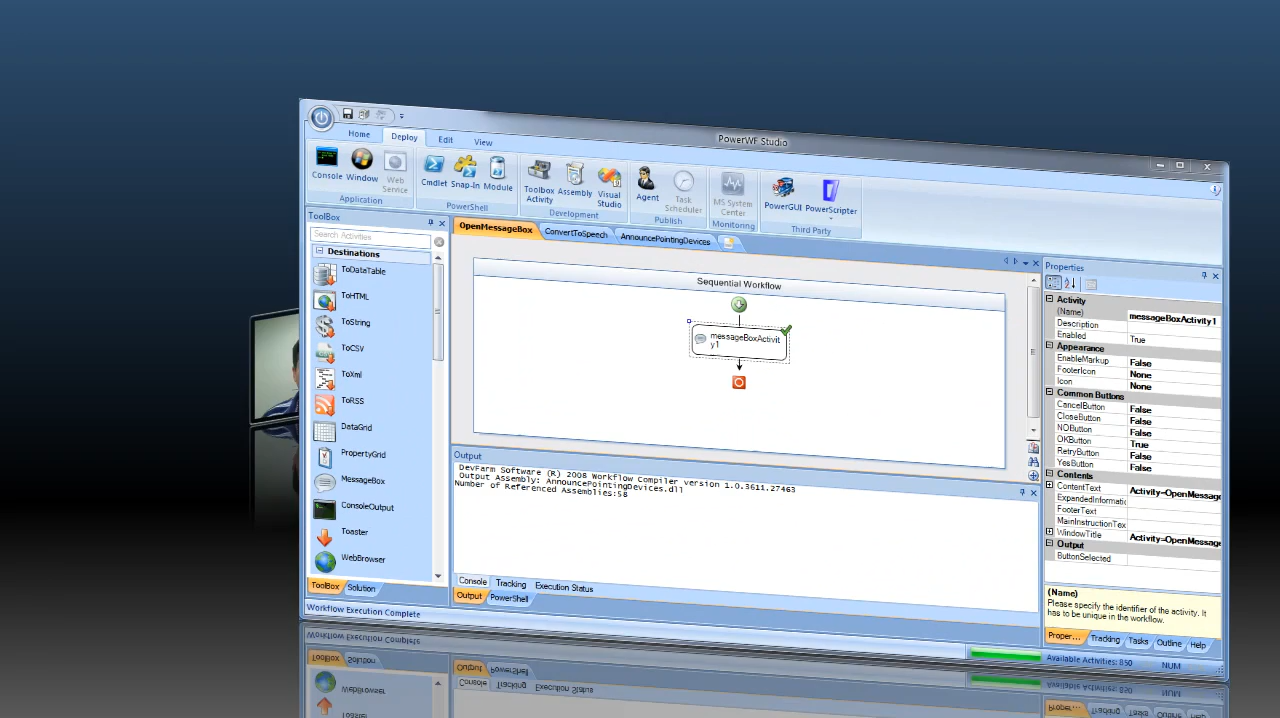 PowerWF Studio
Home Deploy Edit View
Console Window Web Service
Application
Cmdlet Snap-In Module
PowerShell
Toolbox Activity Assembly Visual Studio
Development
Agent Task Scheduler
Publish
MS System Center
Monitoring
PowerGUI PowerScripter
Third Party
ToolBox
Search Activities
Destinations
ToDataTable
ToHTML
ToString
ToCSV
ToXml
ToRSS
DataGrid
PropertyGrid
MessageBox
ConsoleOutput
Toaster
WebBrowser
ToolBox Solution
OpenMessageBox ConvertToSpeech AnnouncePointingDevices
Sequential Workflow
messageBoxActivit
y1
Output
DevFarm Software (R) 2008 Workflow Compiler version 1.0.3611.27463
Output Assembly: AnnouncePointingDevices.dll
Number of Referenced Assemblies:58
Console Tracking Execution Status
Output PowerShell
Properties
Activity
(Name) messageBoxActivity1
Description
Enabled True
Appearance
EnableMarkup False
FooterIcon None
Icon None
Common Buttons
CancelButton False
CloseButton False
NOButton False
OKButton True
RetryButton False
YesButton False
Contents
ContentText Activity=OpenMessage
ExpandedInformatic
FooterText
MainInstructionTex
WindowTitle Activity=OpenMessage
Output
ButtonSelected
(Name)
Please specify the identifier of the activity. It
has to be unique in the workflow.
Proper... Tracking Tasks Outline Help
Workflow Execution Complete
Available Activities: 850 NUM